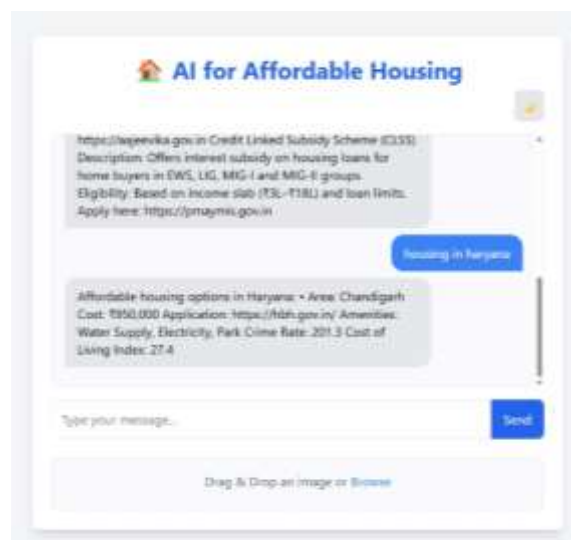 AI for Affordable Housing
https://aajeevika.gov.in Credit Linked Subsidy Scheme (CLSS)
Description: Offers interest subsidy on housing loans for
home buyers in EWS, LIG, MIG-I and MIG-II groups.
Eligibility: Based on income slab (₹3L-₹18L) and loan limits.
Apply here: https://pmaymis.gov.in
housing in haryana
Affordable housing options in Haryana: • Area: Chandigarh
Cost: ₹950,000 Application: https://hbh.gov.in/ Amenities:
Water Supply, Electricity, Park Crime Rate: 201.3 Cost of
Living Index: 27.4
Type your message...
Send
Drag & Drop an image or Browse